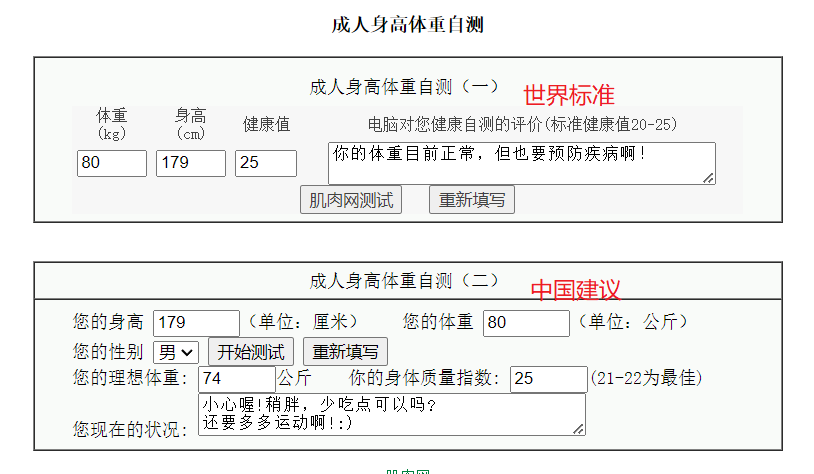 成人身高体重自测
成人身高体重自测（一） 世界标准
体重 身高 健康值 电脑对您健康自测的评价(标准健康值20-25)
(kg) (cm)
80 179 25 你的体重目前正常，但也要预防疾病啊！
肌肉网测试 重新填写
成人身高体重自测（二） 中国建议
您的身高 179 （单位：厘米） 您的体重 80 （单位：公斤）
您的性别 男 开始测试 重新填写
您的理想体重: 74 公斤 你的身体质量指数: 25 (21-22为最佳)
小心喔!稍胖，少吃点可以吗?
还要多多运动啊!:)
您现在的状况: